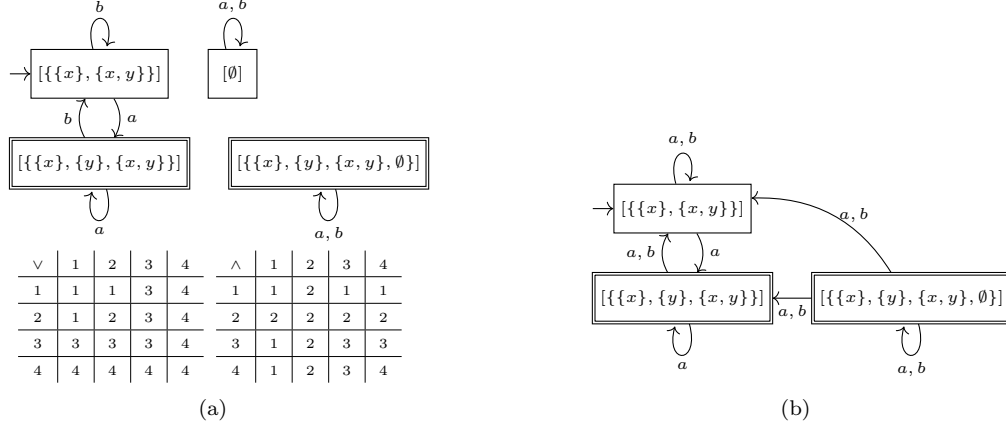 b
a, b
[{{x}, {x, y}}]
[∅]
b
a
[{{x}, {y}, {x, y}}]
[{{x}, {y}, {x, y}, ∅}]
a
a, b
∨ 1 2 3 4
1 1 1 3 4
2 1 2 3 4
3 3 3 3 4
4 4 4 4 4
∧ 1 2 3 4
1 1 2 1 1
2 2 2 2 2
3 1 2 3 3
4 1 2 3 4
(a)
a, b
[{{x}, {x, y}}]
a, b
a, b
a
[{{x}, {y}, {x, y}}]
a, b
[{{x}, {y}, {x, y}, ∅}]
a
a, b
(b)